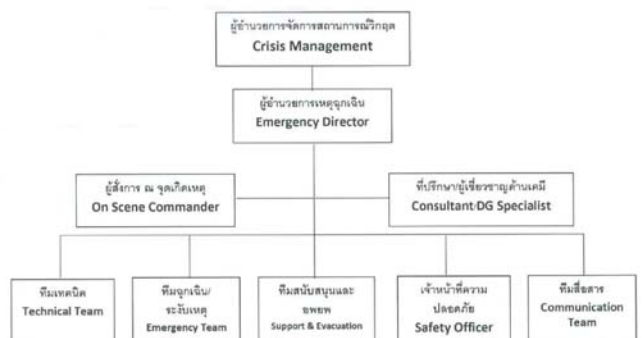 ผู้อำนวยการจัดการสถานการณ์วิกฤต
Crisis Management
ผู้อำนวยการเหตุฉุกเฉิน
Emergency Director
ผู้สั่งการ ณ จุดเกิดเหตุ
On Scene Commander
ที่ปรึกษา/ผู้เชี่ยวชาญด้านเคมี
Consultant/DG Specialist
ทีมเทคนิค
Technical Team
ทีมฉุกเฉิน/
ระงับเหตุ
Emergency Team
ทีมสนับสนุนและ
อพยพ
Support & Evacuation
เจ้าหน้าที่ความ
ปลอดภัย
Safety Officer
ทีมสื่อสาร
Communication
Team